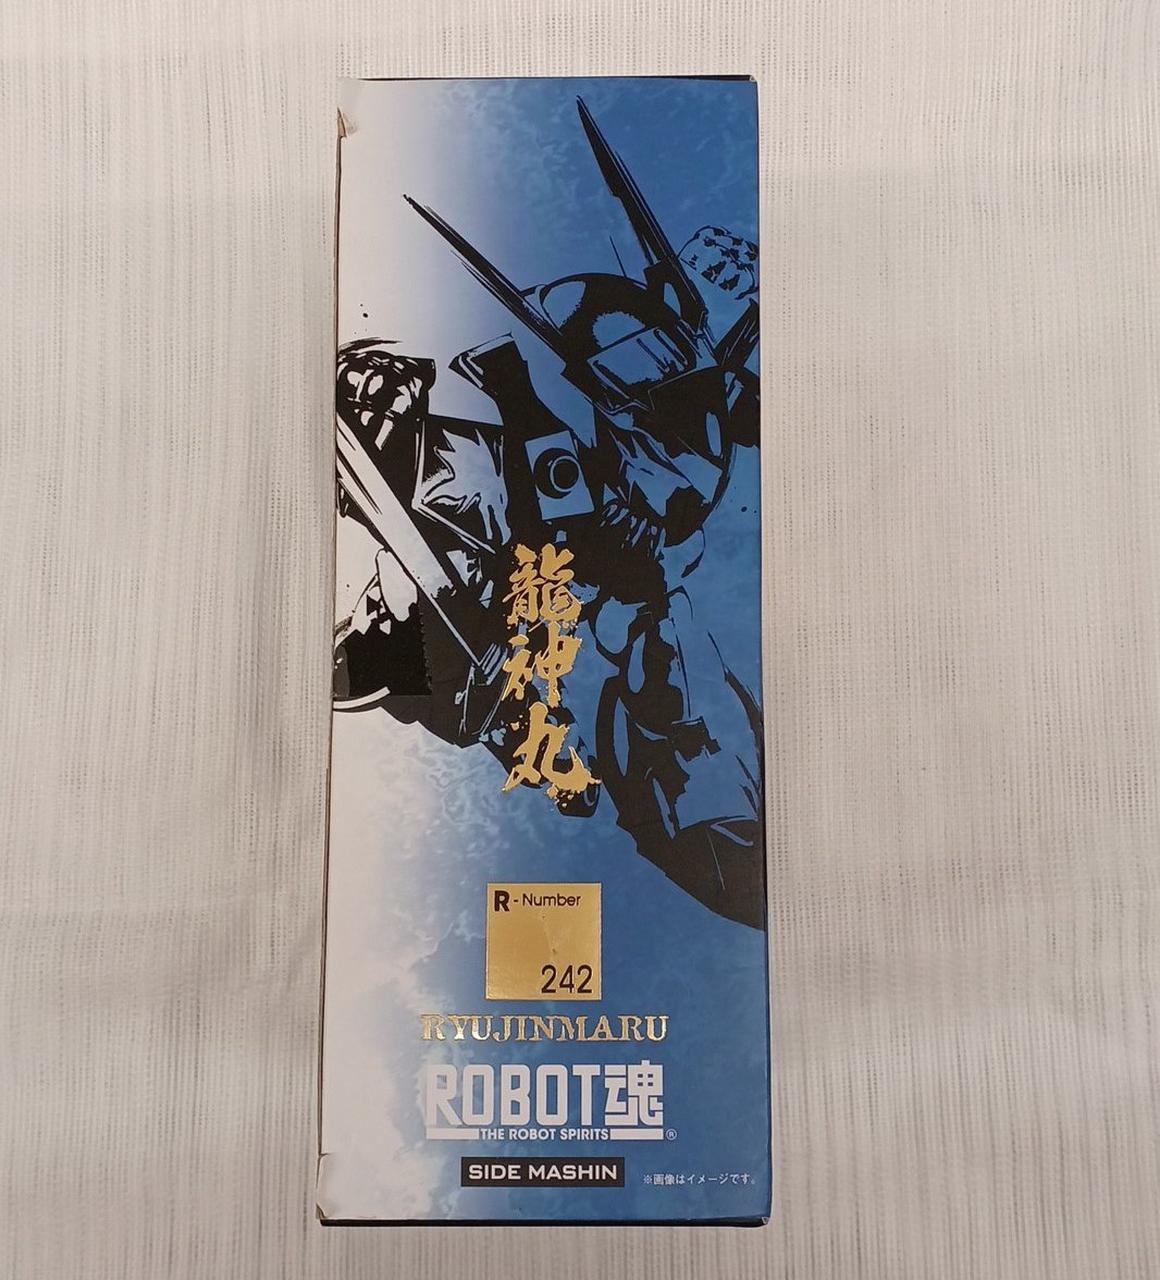 龍神丸
R - Number
242
RYUJINMARU
ROBOT魂
THE ROBOT SPIRITS
®
SIDE MASHIN
※画像はイメージです。